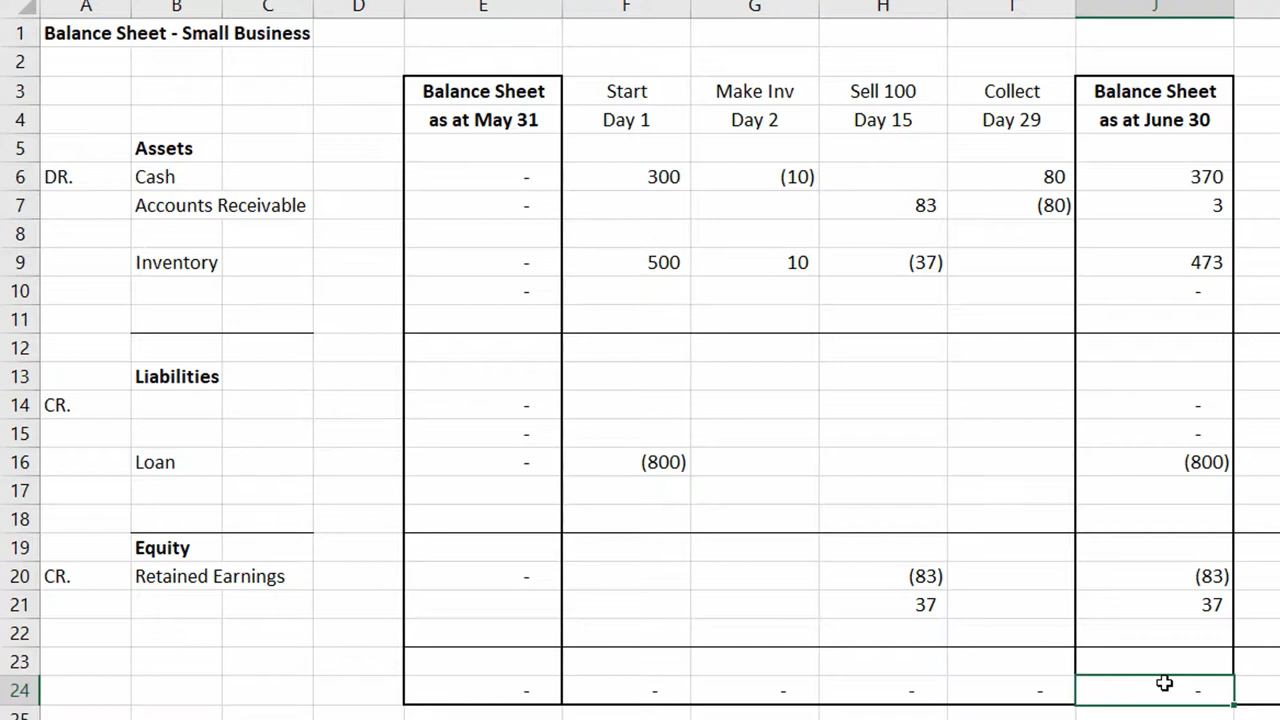 A B C D E F G H I J
1 Balance Sheet - Small Business
2
3 Balance Sheet Start Make Inv Sell 100 Collect Balance Sheet
4 as at May 31 Day 1 Day 2 Day 15 Day 29 as at June 30
5 Assets
6 DR. Cash - 300 (10) 80 370
7 Accounts Receivable - 83 (80) 3
8
9 Inventory - 500 10 (37) 473
10 - -
11
12
13 Liabilities
14 CR. - -
15 - -
16 Loan - (800) (800)
17
18
19 Equity
20 CR. Retained Earnings - (83) (83)
21 37 37
22
23
24 - - - - - -
25